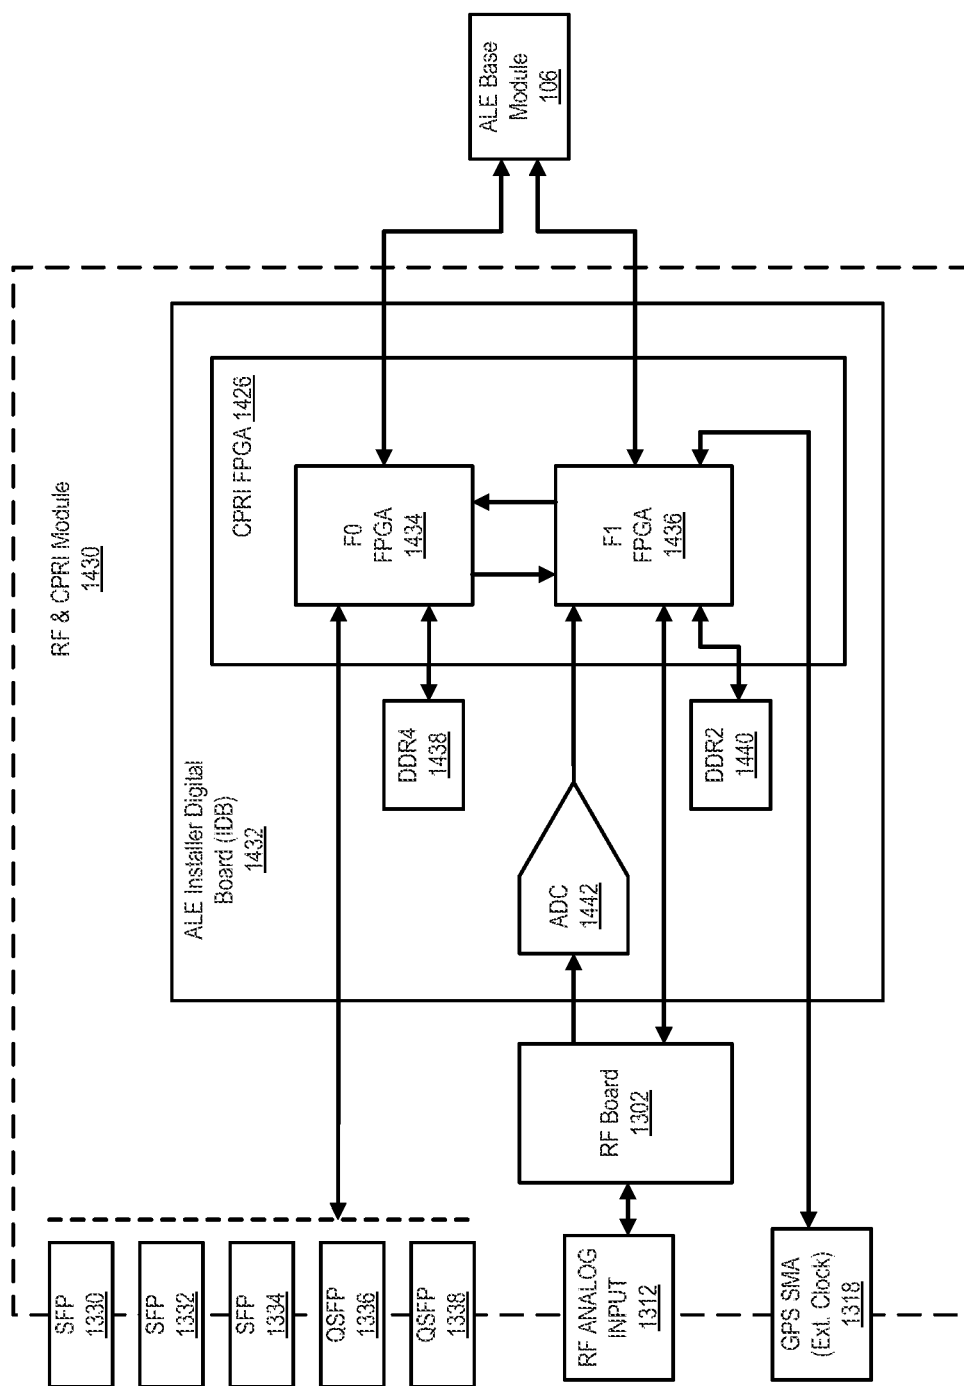 RF & CPRI Module
1430
ALE Installer Digital
Board (IDB)
1432
CPRI FPGA 1426
SFP
1330
SFP
1332
SFP
1334
QSFP
1336
QSFP
1338
DDR4
1438
F0
FPGA
1434
ALE Base
Module
106
RF ANALOG
INPUT
1312
RF Board
1302
ADC
1442
F1
FPGA
1436
DDR2
1440
GPS SMA
(Ext. Clock)
1318